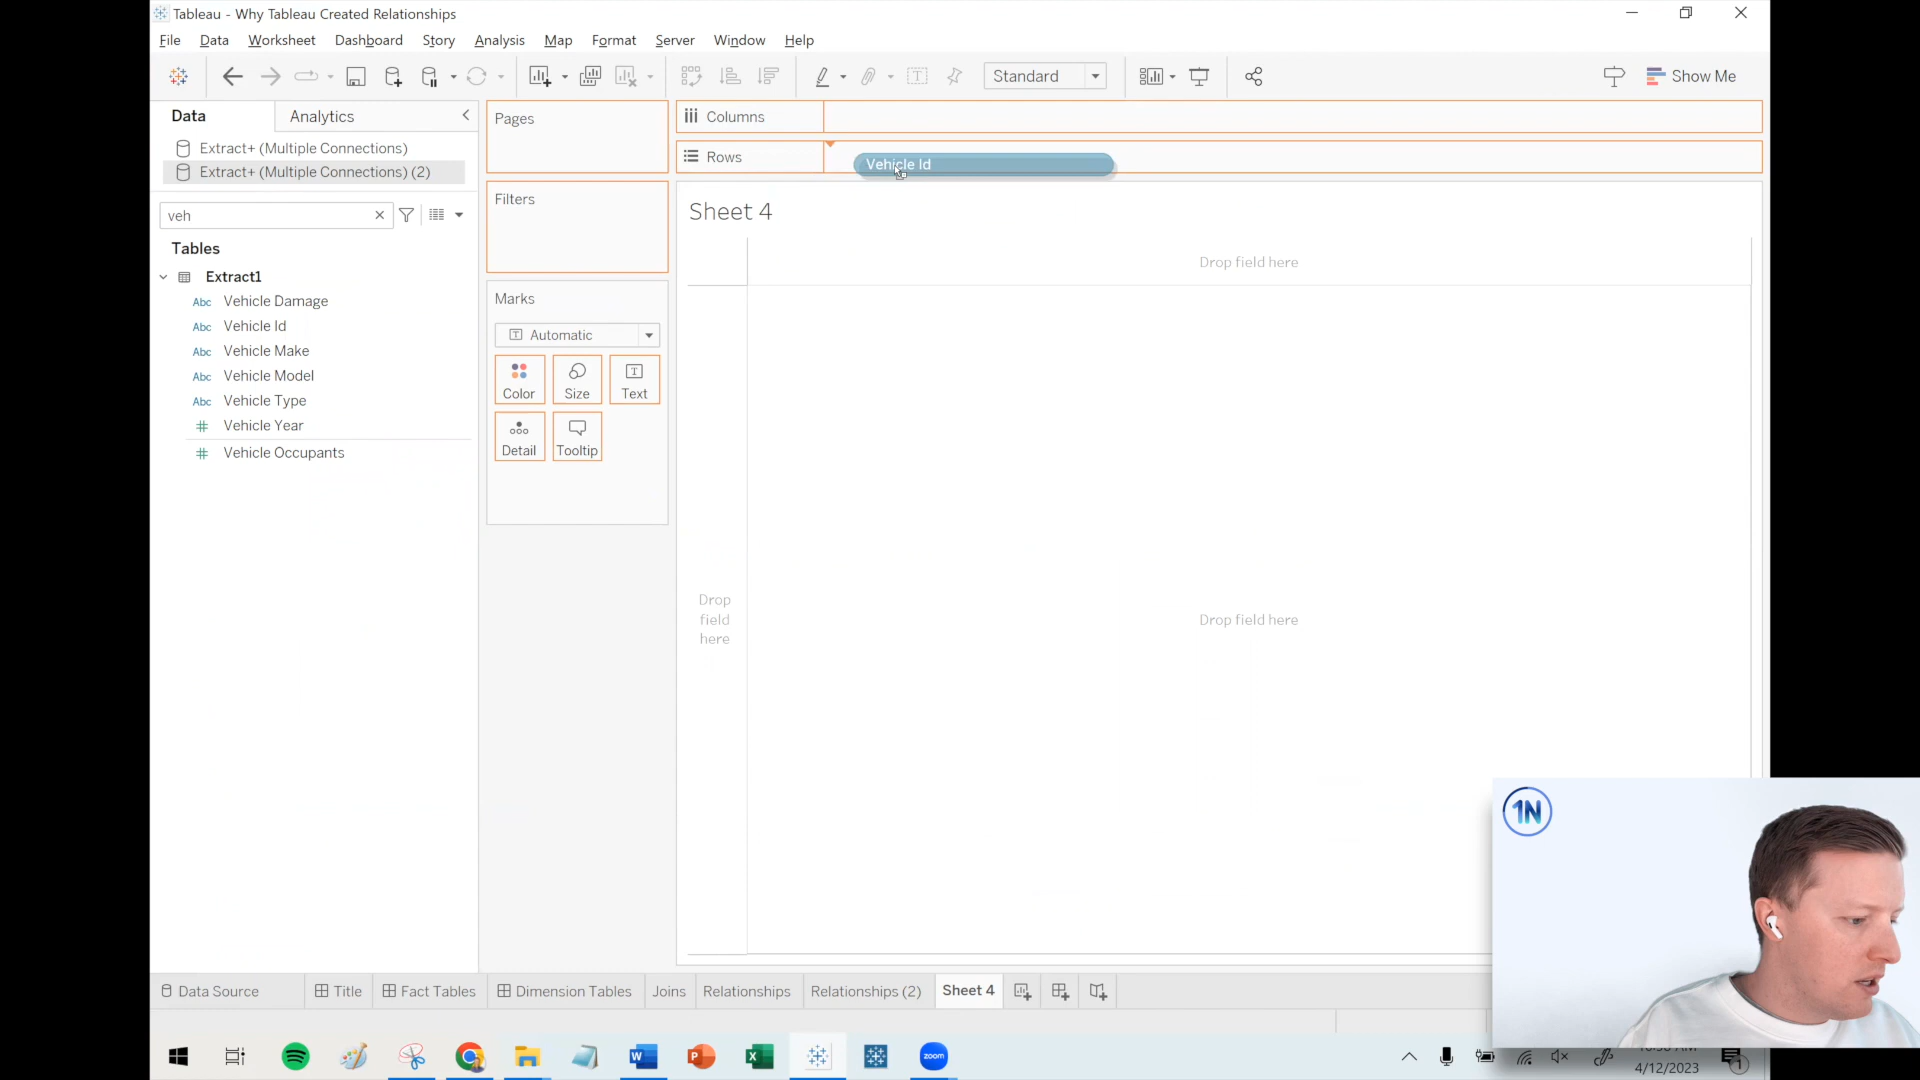 Tableau - Why Tableau Created Relationships
File Data Worksheet Dashboard Story Analysis Map Format Server Window Help
Standard
Show Me
Data Analytics
Extract+ (Multiple Connections)
Extract+ (Multiple Connections) (2)
veh
Tables
Extract1
Abc Vehicle Damage
Abc Vehicle Id
Abc Vehicle Make
Abc Vehicle Model
Abc Vehicle Type
Vehicle Year
Vehicle Occupants
Pages
Filters
Marks
Automatic
Color Size Text
Detail Tooltip
Columns
Rows
Vehicle Id
Sheet 4
Drop field here
Drop
field
here
Drop field here
1N
Data Source Title Fact Tables Dimension Tables Joins Relationships Relationships (2) Sheet 4
zoom
4/12/2023
1